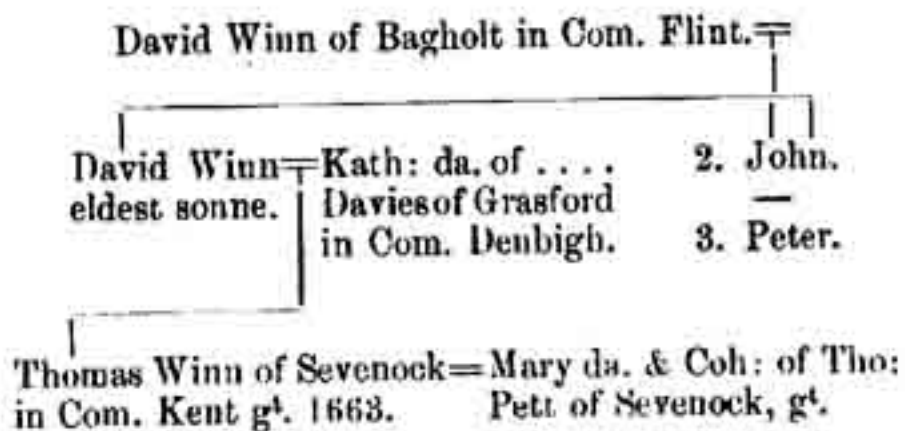 David Winn of Bagholt in Com. Flint.
David Winn = Kath: da. of . . . .
eldest sonne.
Davies of Grasford
in Com. Denbigh.
2. John.
3. Peter.
Thomas Winn of Sevenock = Mary da. & Coh: of Tho:
in Com. Kent gᵗ. 1663.
Pett of Sevenock, gᵗ.